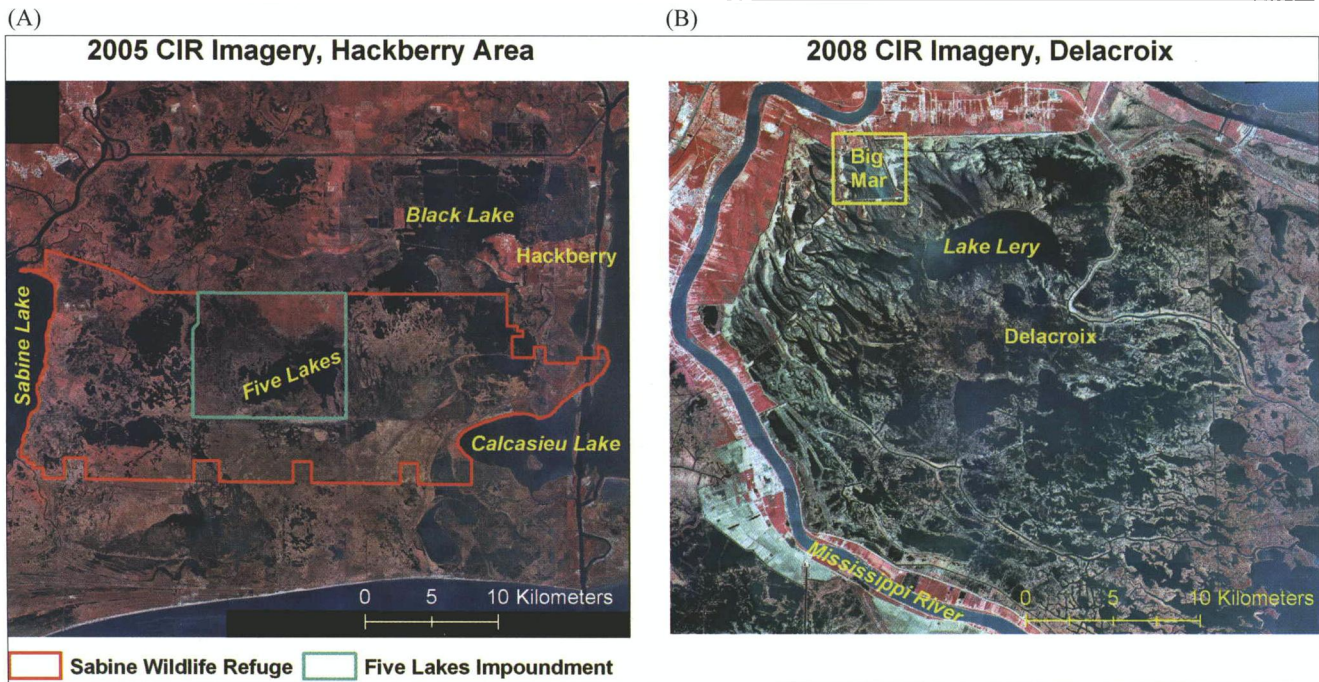 (A)
(B)
2005 CIR Imagery, Hackberry Area
2008 CIR Imagery, Delacroix
Black Lake
Hackberry
Sabine Lake
Five Lakes
Calcasieu Lake
0 5 10 Kilometers
Sabine Wildlife Refuge
Five Lakes Impoundment
Big
Mar
Lake Lery
Delacroix
Mississippi River
0 5 10 Kilometers